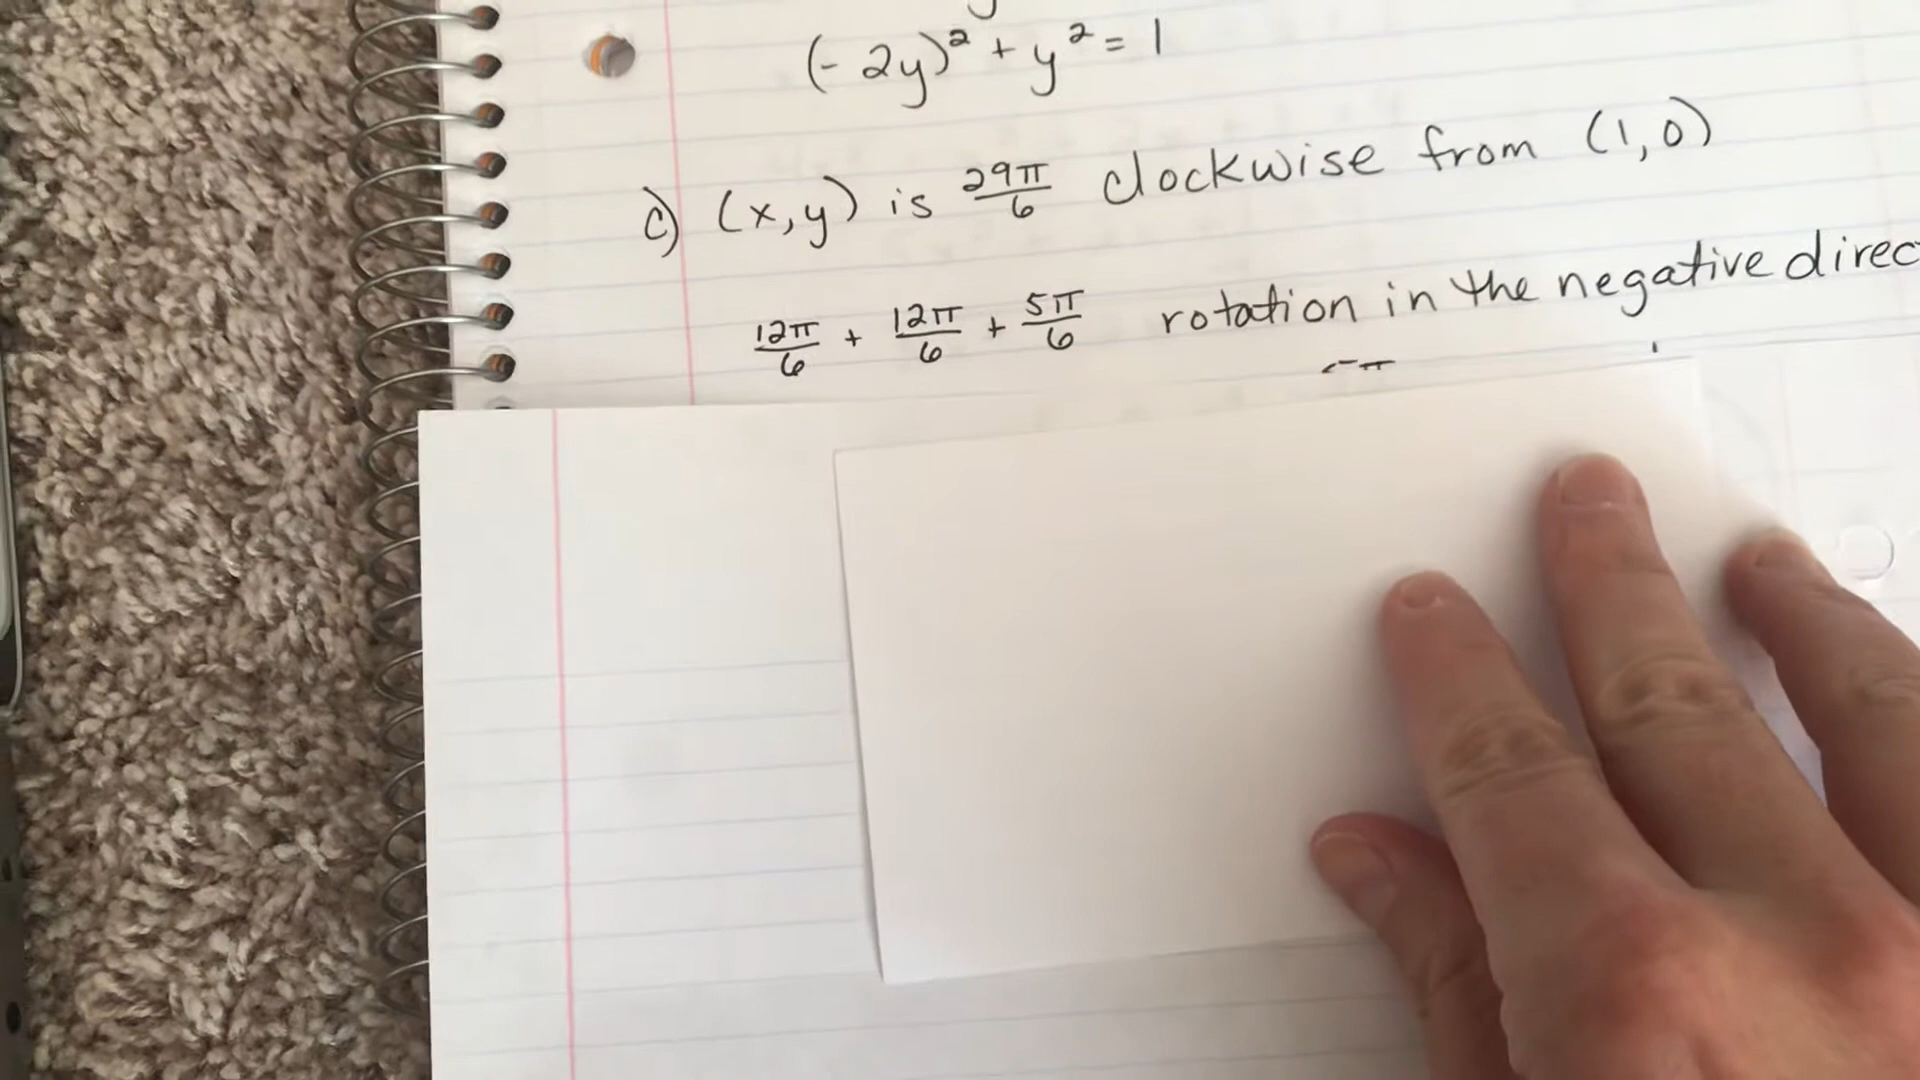 (-2y)² + y² = 1
c) (x,y) is 29π/6 clockwise from (1,0)
12π/6 + 12π/6 + 5π/6 rotation in the negative direc